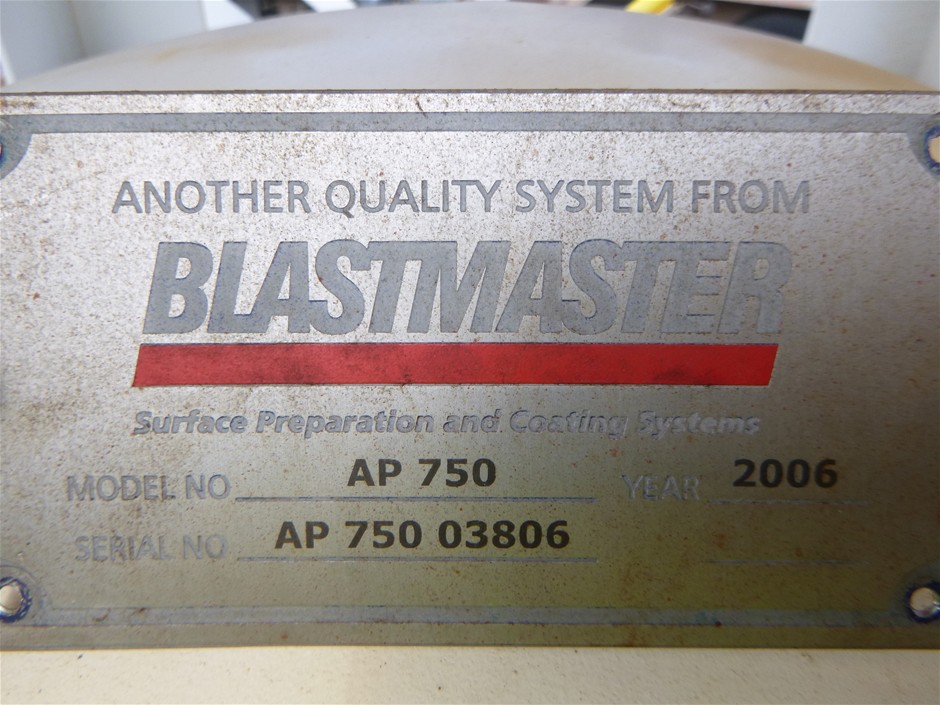 ANOTHER QUALITY SYSTEM FROM
BLASTMASTER
Surface Preparation and Coating Systems
MODEL NO AP 750 YEAR 2006
SERIAL NO AP 750 03806